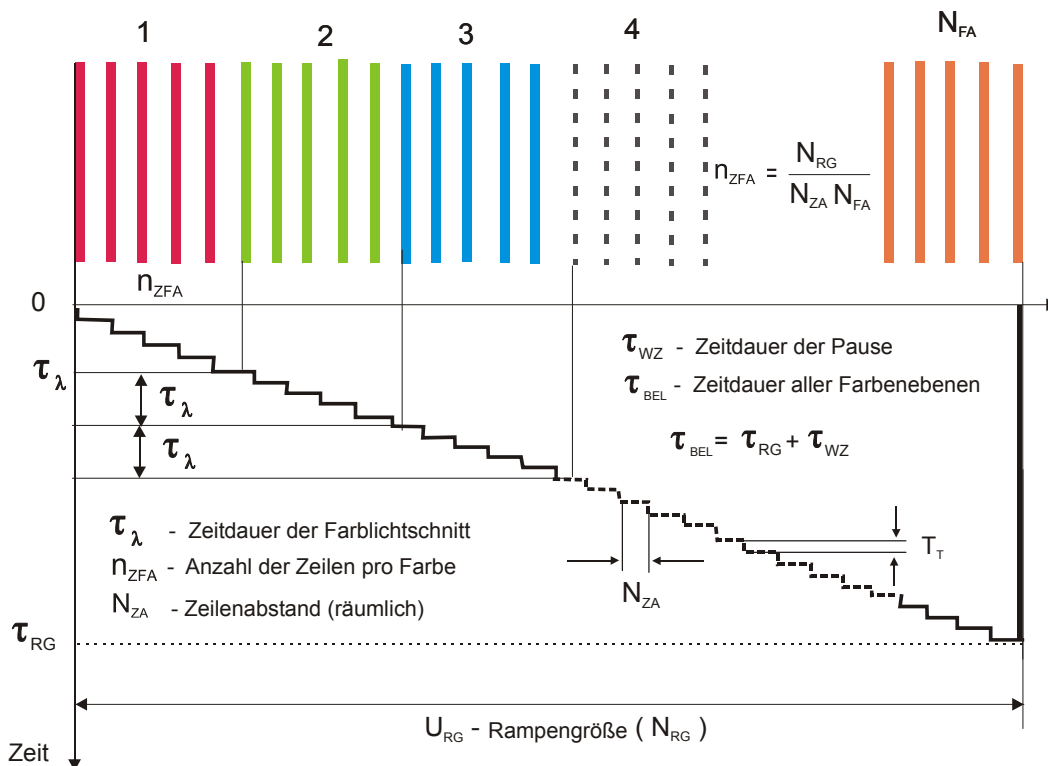 1 2 3 4 N_FA
n_ZFA = N_RG / N_ZA N_FA
n_ZFA
0
τ_WZ - Zeitdauer der Pause
τ_λ
τ_λ
τ_BEL - Zeitdauer aller Farbenebenen
τ_BEL = τ_RG + τ_WZ
τ_λ
τ_λ - Zeitdauer der Farblichtschnitt
n_ZFA - Anzahl der Zeilen pro Farbe
N_ZA - Zeilenabstand (räumlich)
T_T
N_ZA
τ_RG
U_RG - Rampengröße ( N_RG )
Zeit